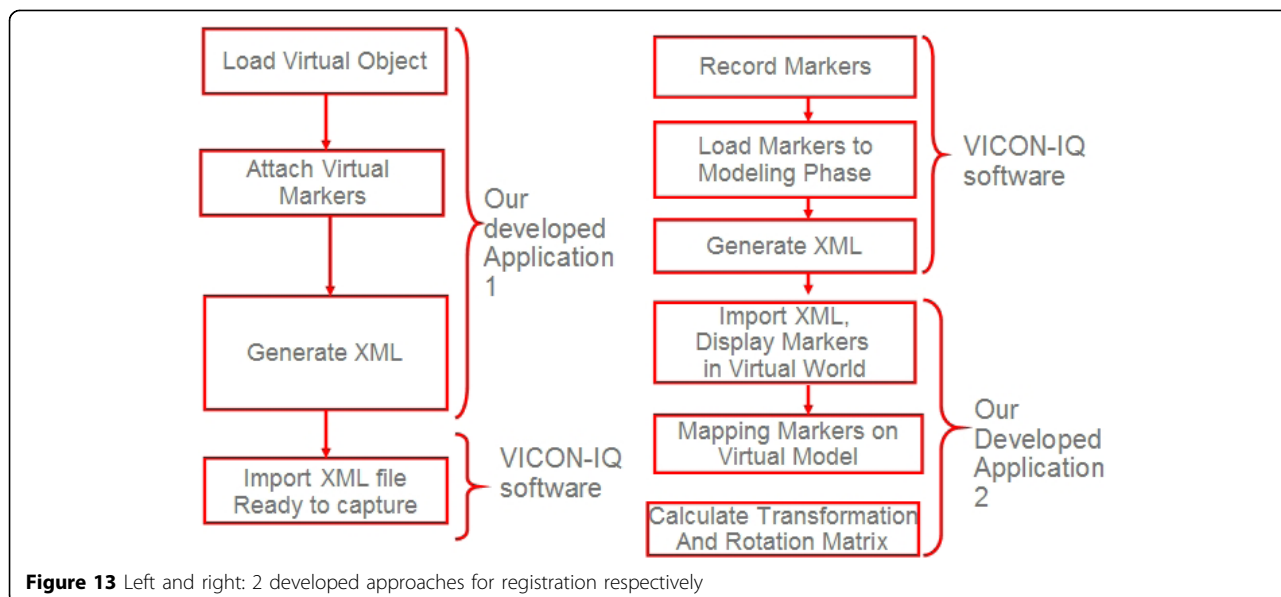 Load Virtual Object
Attach Virtual
Markers
Generate XML
Our
developed
Application
1
Import XML file
Ready to capture
VICON-IQ
software
Record Markers
Load Markers to
Modeling Phase
Generate XML
VICON-IQ
software
Import XML,
Display Markers
in Virtual World
Mapping Markers on
Virtual Model
Calculate Transformation
And Rotation Matrix
Our
Developed
Application
2
Figure 13 Left and right: 2 developed approaches for registration respectively